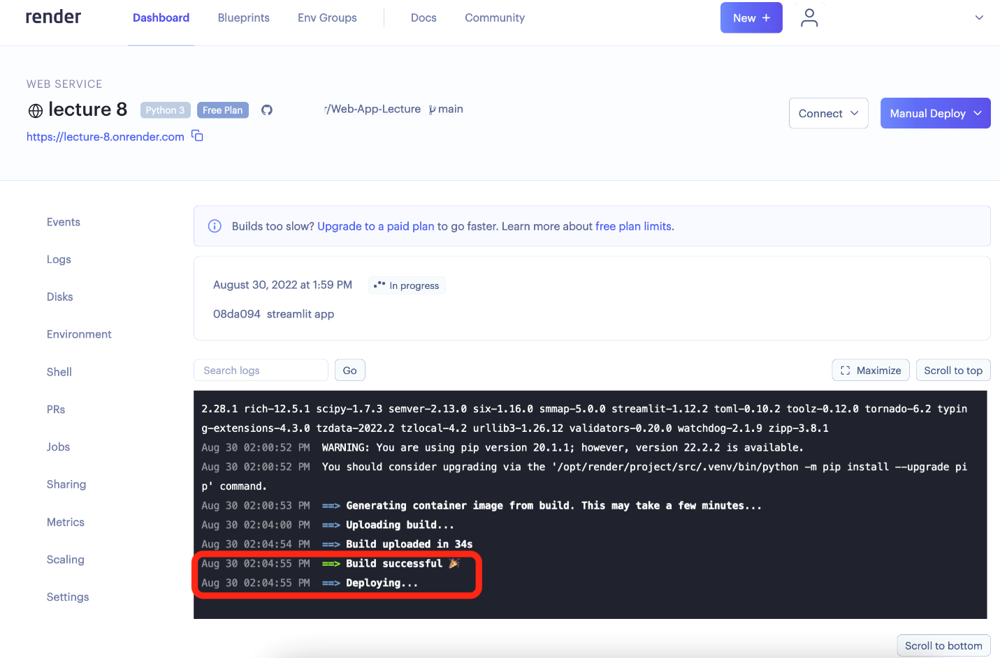 render Dashboard Blueprints Env Groups Docs Community New +
WEB SERVICE
lecture 8 Python 3 Free Plan /Web-App-Lecture main
Connect Manual Deploy
https://lecture-8.onrender.com
Events
Logs
Disks
Environment
Shell
PRs
Jobs
Sharing
Metrics
Scaling
Settings
Builds too slow? Upgrade to a paid plan to go faster. Learn more about free plan limits.
August 30, 2022 at 1:59 PM In progress
08da094 streamlit app
Search logs Go Maximize Scroll to top
2.28.1 rich-12.5.1 scipy-1.7.3 semver-2.13.0 six-1.16.0 smmap-5.0.0 streamlit-1.12.2 toml-0.10.2 toolz-0.12.0 tornado-6.2 typin
g-extensions-4.3.0 tzdata-2022.2 tzlocal-4.2 urllib3-1.26.12 validators-0.20.0 watchdog-2.1.9 zipp-3.8.1
Aug 30 02:00:52 PM WARNING: You are using pip version 20.1.1; however, version 22.2.2 is available.
Aug 30 02:00:52 PM You should consider upgrading via the '/opt/render/project/src/.venv/bin/python -m pip install --upgrade pi
p' command.
Aug 30 02:00:53 PM ==> Generating container image from build. This may take a few minutes...
Aug 30 02:04:00 PM ==> Uploading build...
Aug 30 02:04:54 PM ==> Build uploaded in 34s
Aug 30 02:04:55 PM ==> Build successful 🎉
Aug 30 02:04:55 PM ==> Deploying...
Scroll to bottom